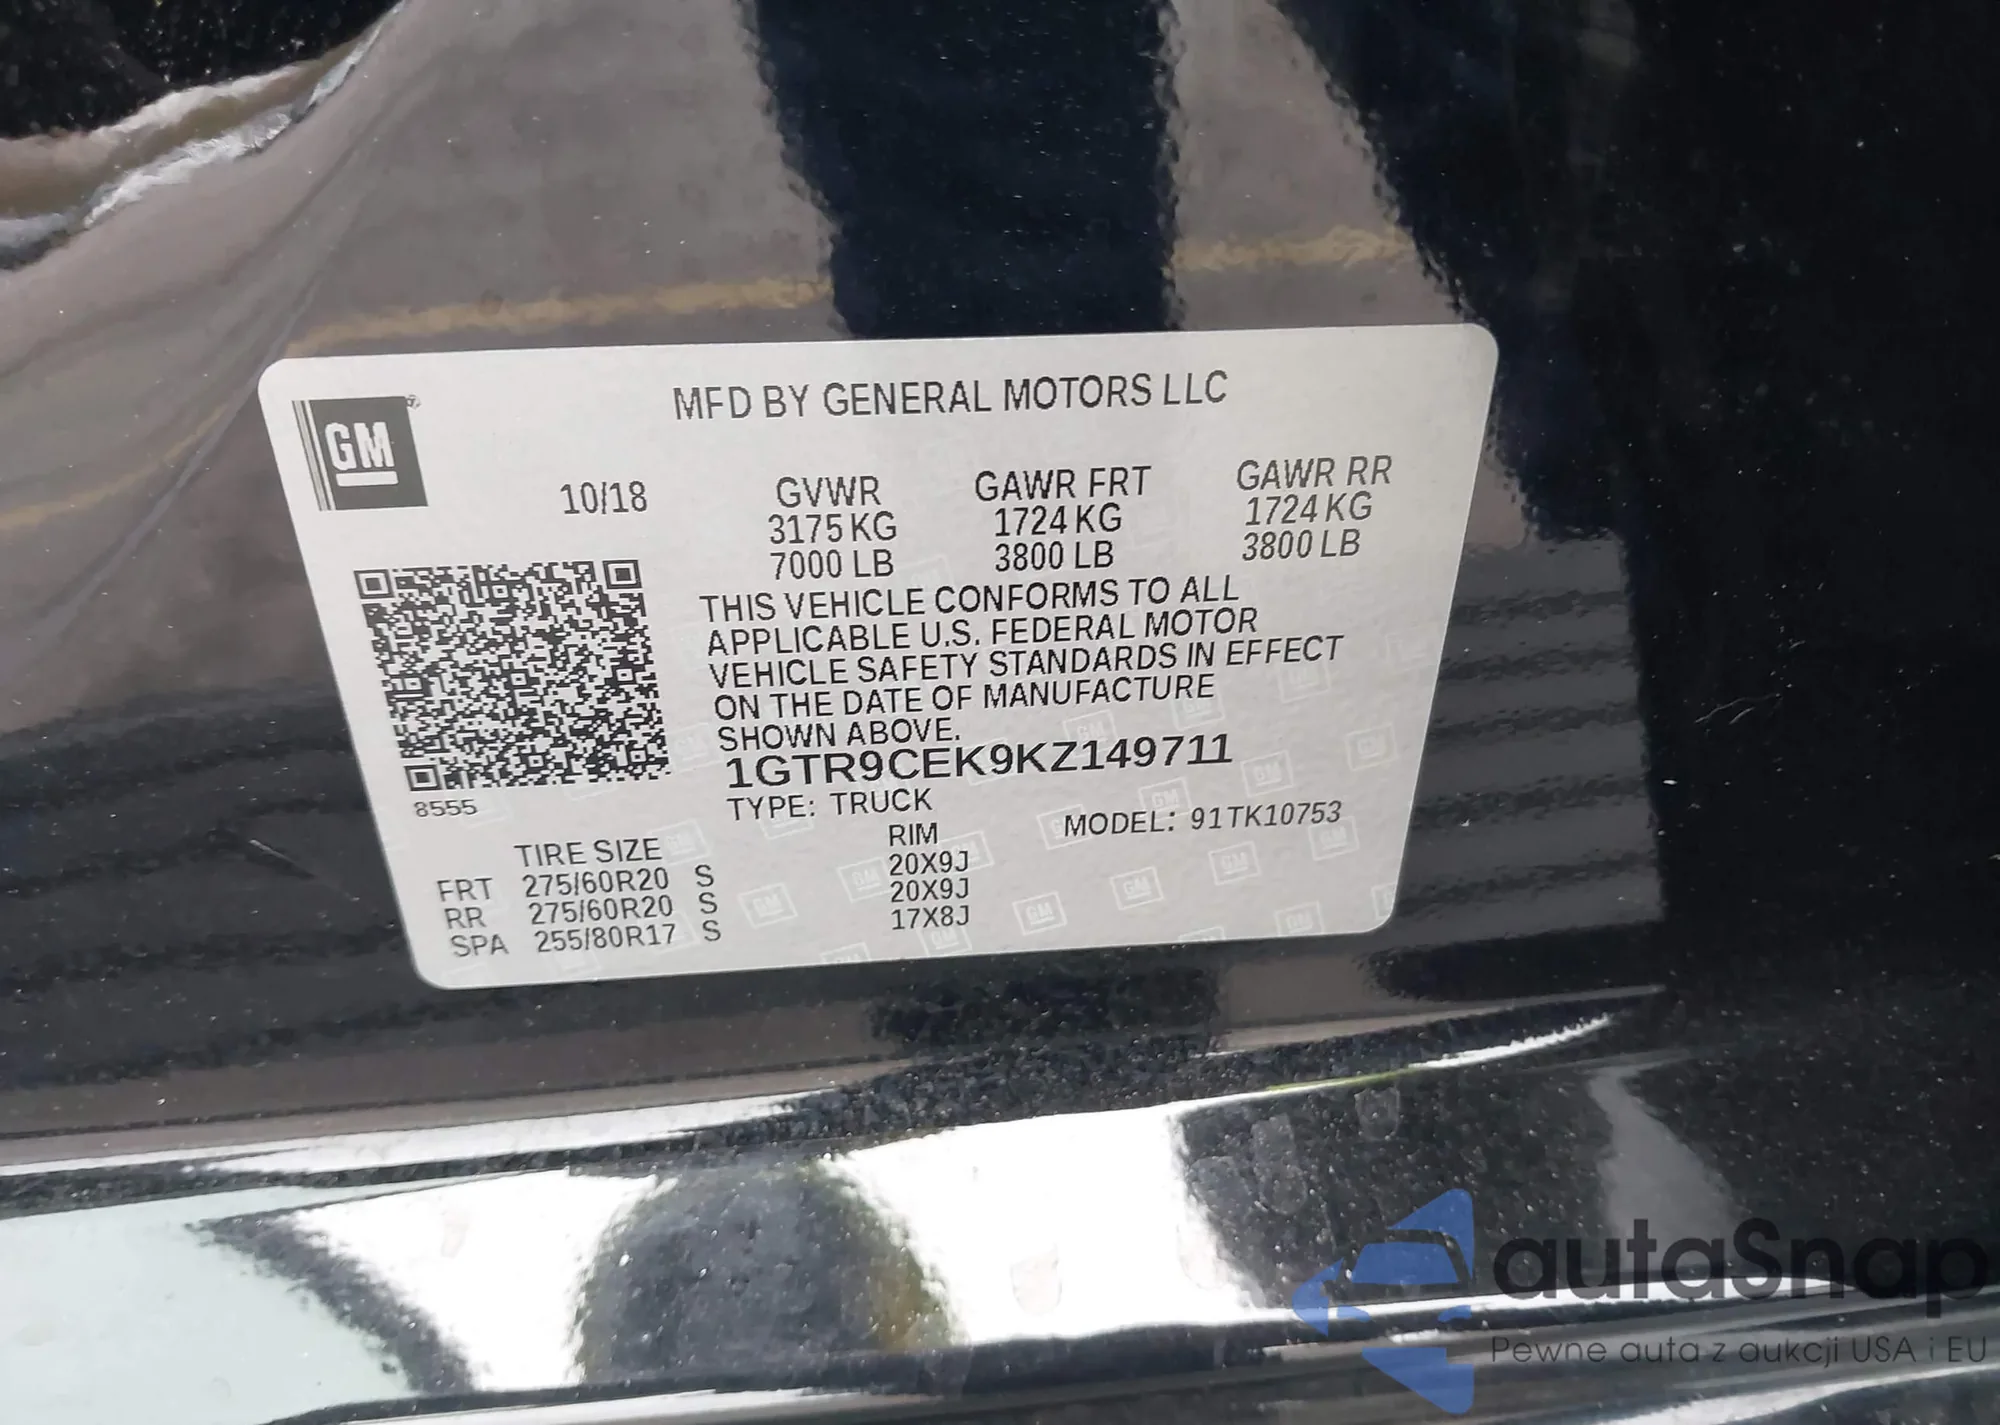 MFD BY GENERAL MOTORS LLC
GM
10/18 GVWR GAWR FRT GAWR RR
3175 KG 1724 KG 1724 KG
7000 LB 3800 LB 3800 LB
THIS VEHICLE CONFORMS TO ALL
APPLICABLE U.S. FEDERAL MOTOR
VEHICLE SAFETY STANDARDS IN EFFECT
ON THE DATE OF MANUFACTURE
SHOWN ABOVE.
1GTR9CEK9KZ149711
8555
TYPE: TRUCK MODEL: 91TK10753
TIRE SIZE RIM
FRT 275/60R20 S 20X9J
RR 275/60R20 S 20X9J
SPA 255/80R17 S 17X8J
autaSnap
Pewne auta z aukcji USA i EU